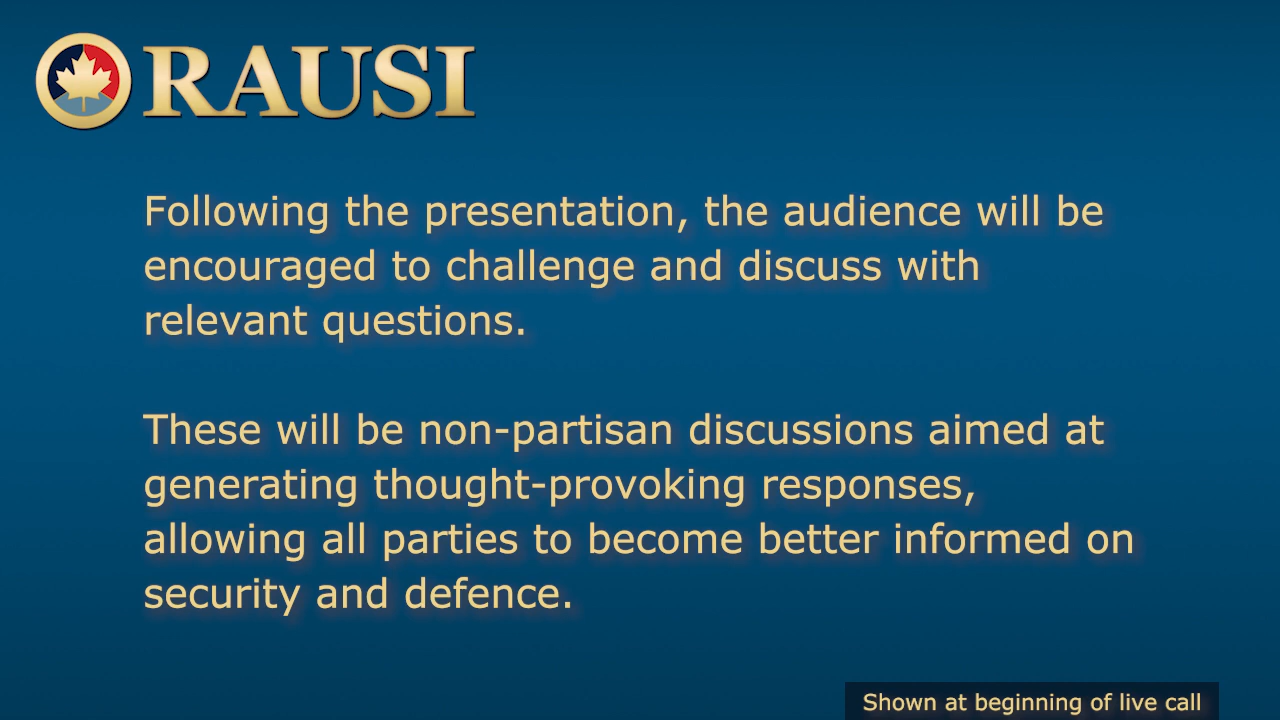 RAUSI
Following the presentation, the audience will be
encouraged to challenge and discuss with
relevant questions.
These will be non-partisan discussions aimed at
generating thought-provoking responses,
allowing all parties to become better informed on
security and defence.
Shown at beginning of live call